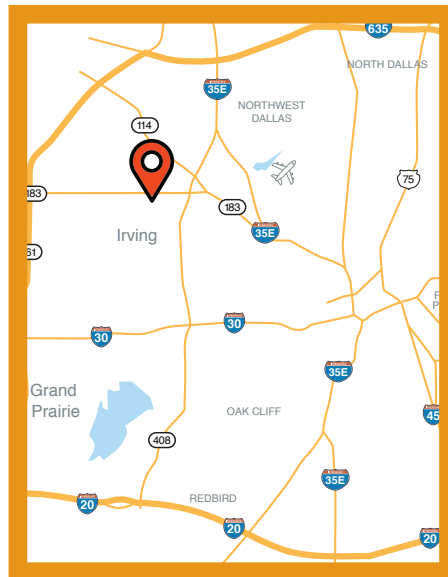 635
NORTH DALLAS
35E
NORTHWEST
DALLAS
114
75
183
183
Irving
35E
61
30
30
35E
Grand
Prairie
OAK CLIFF
45
408
35E
REDBIRD
20
20
20